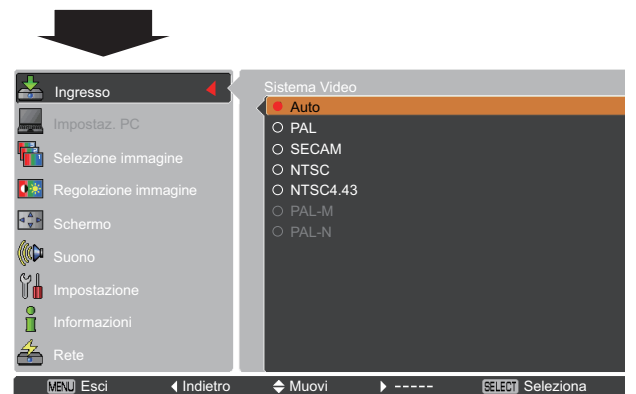 Ingresso
Impostaz. PC
Selezione immagine
Regolazione immagine
Schermo
Suono
Impostazione
Informazioni
Rete
Sistema Video
Auto
PAL
SECAM
NTSC
NTSC4.43
PAL-M
PAL-N
MENU Esci Indietro Muovi ----- SELECT Seleziona